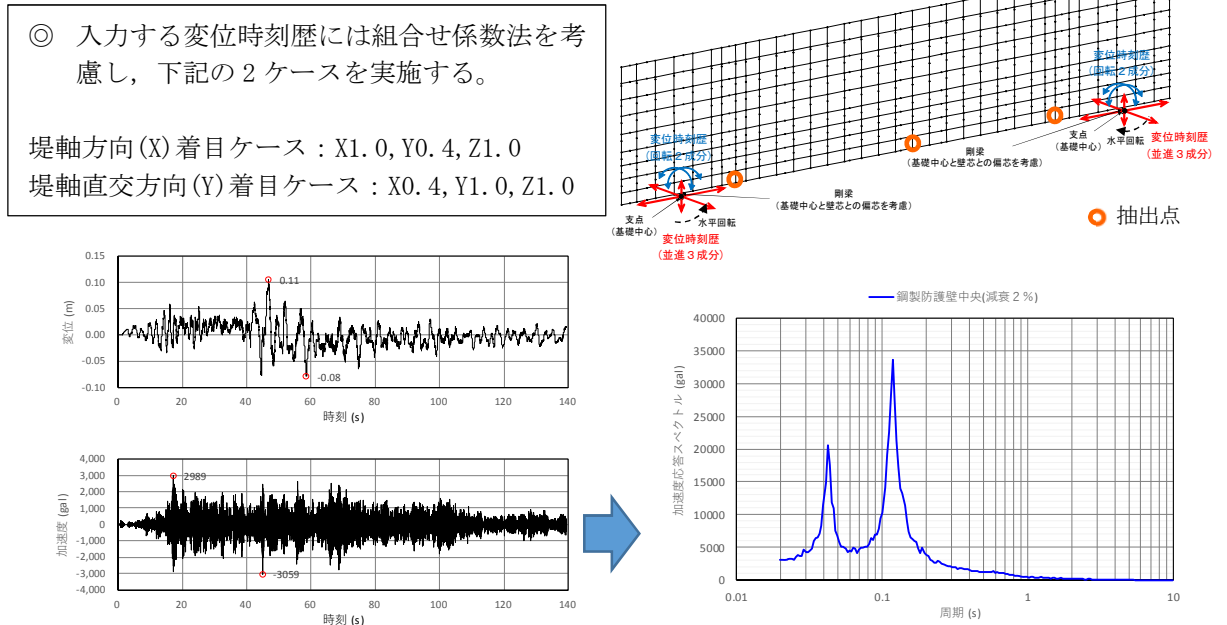 ◎ 入力する変位時刻歴には組合せ係数法を考
慮し，下記の2ケースを実施する。
堤軸方向(X)着目ケース：X1.0,Y0.4,Z1.0
堤軸直交方向(Y)着目ケース：X0.4,Y1.0,Z1.0
変位時刻歴
(回転２成分)
支点
(基礎中心)
水平回転
変位時刻歴
(並進３成分)
剛梁
(基礎中心と壁芯との偏芯を考慮)
変位時刻歴
(回転２成分)
剛梁
(基礎中心と壁芯との偏芯を考慮)
支点
(基礎中心)
水平回転
変位時刻歴
(並進３成分)
抽出点
変位 (m)
0.15
0.10
0.05
0.00
-0.05
-0.10
0.11
-0.08
0 20 40 60 80 100 120 140
時刻 (s)
加速度 (gal)
4,000
3,000
2,000
1,000
0
-1,000
-2,000
-3,000
-4,000
2989
-3059
0 20 40 60 80 100 120 140
時刻 (s)
鋼製防護壁中央(減衰２％)
加速度応答スペクトル (gal)
40000
35000
30000
25000
20000
15000
10000
5000
0
0.01 0.1 1 10
周期 (s)